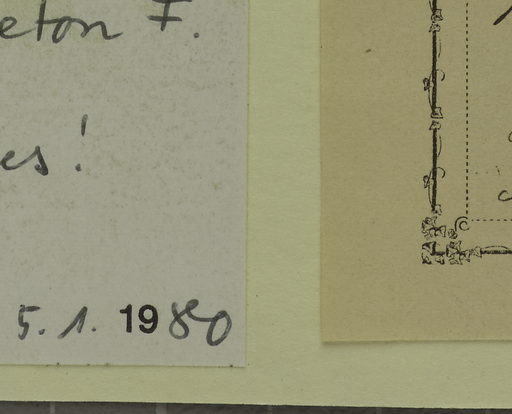 eton F.
es!
5. 1. 1980